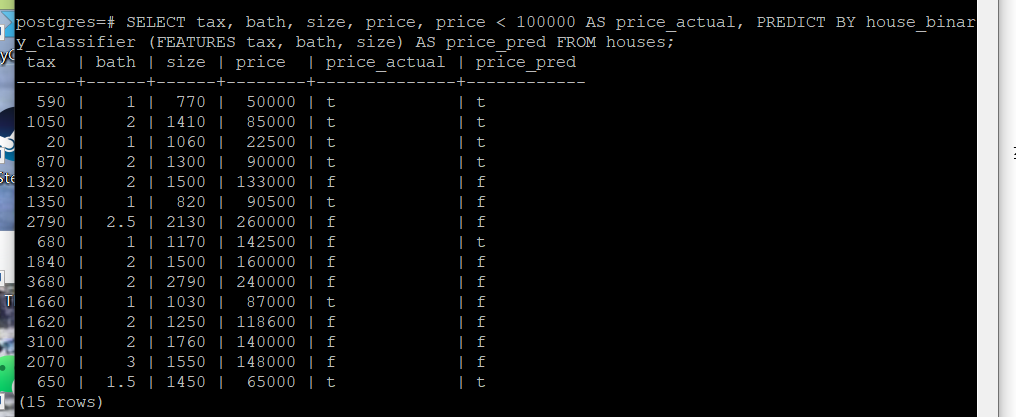 postgres=# SELECT tax, bath, size, price, price < 100000 AS price_actual, PREDICT BY house_binar
y_classifier (FEATURES tax, bath, size) AS price_pred FROM houses;
 tax  | bath | size | price  | price_actual | price_pred
------+------+------+--------+--------------+------------
  590 |    1 |  770 |  50000 | t            | t
 1050 |    2 | 1410 |  85000 | t            | t
   20 |    1 | 1060 |  22500 | t            | t
  870 |    2 | 1300 |  90000 | t            | t
 1320 |    2 | 1500 | 133000 | f            | f
 1350 |    1 |  820 |  90500 | t            | f
 2790 |  2.5 | 2130 | 260000 | f            | f
  680 |    1 | 1170 | 142500 | f            | t
 1840 |    2 | 1500 | 160000 | f            | f
 3680 |    2 | 2790 | 240000 | f            | f
 1660 |    1 | 1030 |  87000 | t            | f
 1620 |    2 | 1250 | 118600 | f            | f
 3100 |    2 | 1760 | 140000 | f            | f
 2070 |    3 | 1550 | 148000 | f            | f
  650 |  1.5 | 1450 |  65000 | t            | t
(15 rows)